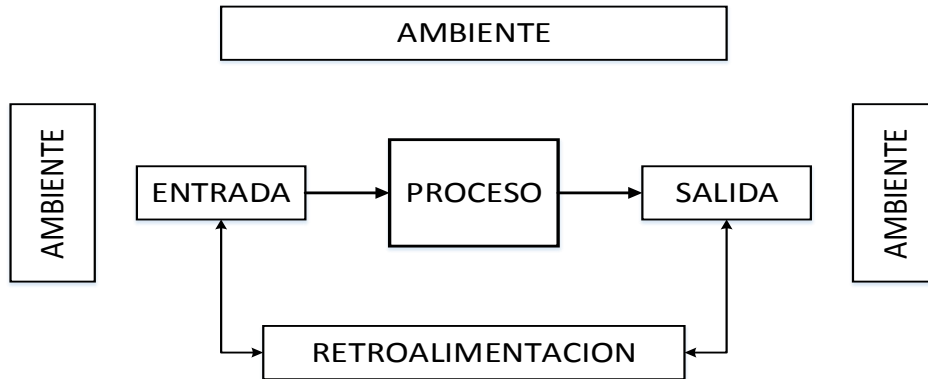 AMBIENTE
AMBIENTE
ENTRADA
PROCESO
SALIDA
AMBIENTE
RETROALIMENTACION